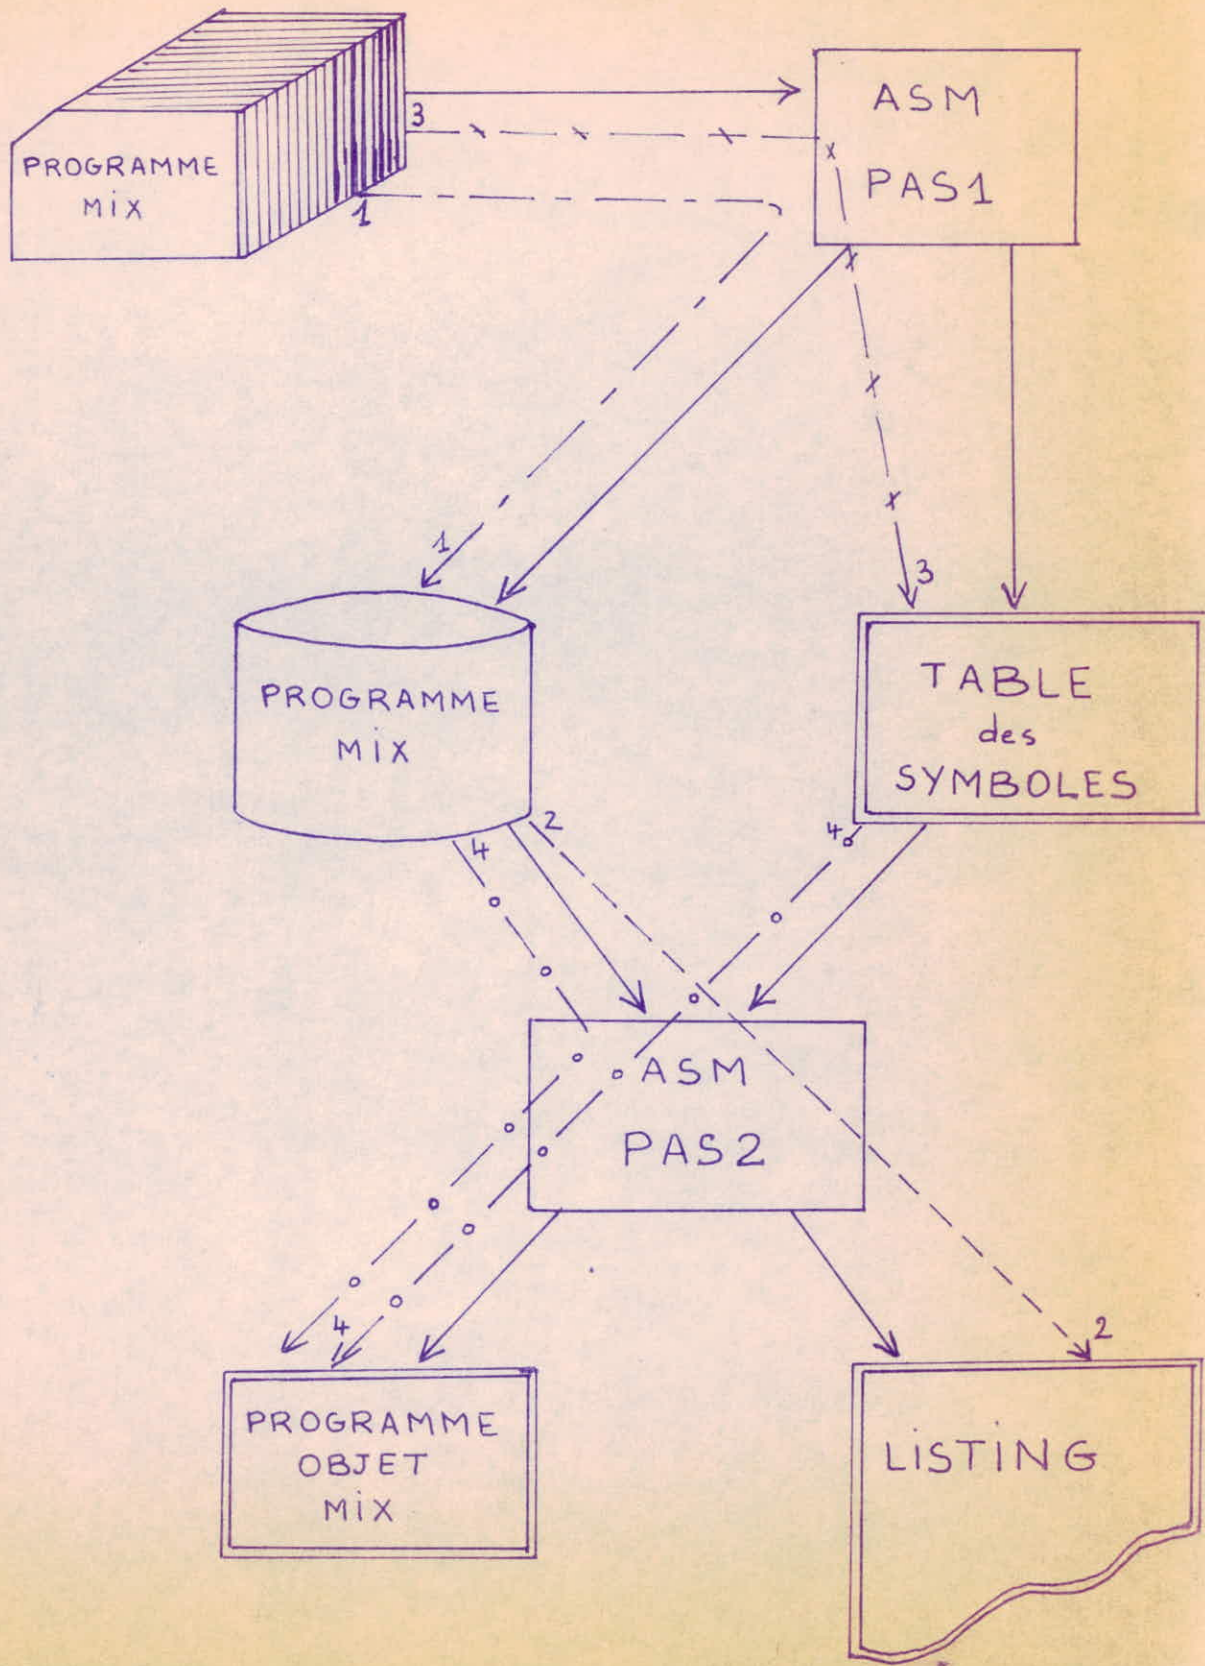 PROGRAMME
MiX
3
1
ASM
PAS1
1
3
PROGRAMME
MiX
TABLE
des
SYMBOLES
4
2
4
ASM
PAS2
4
2
PROGRAMME
OBJET
MiX
LiSTiNG